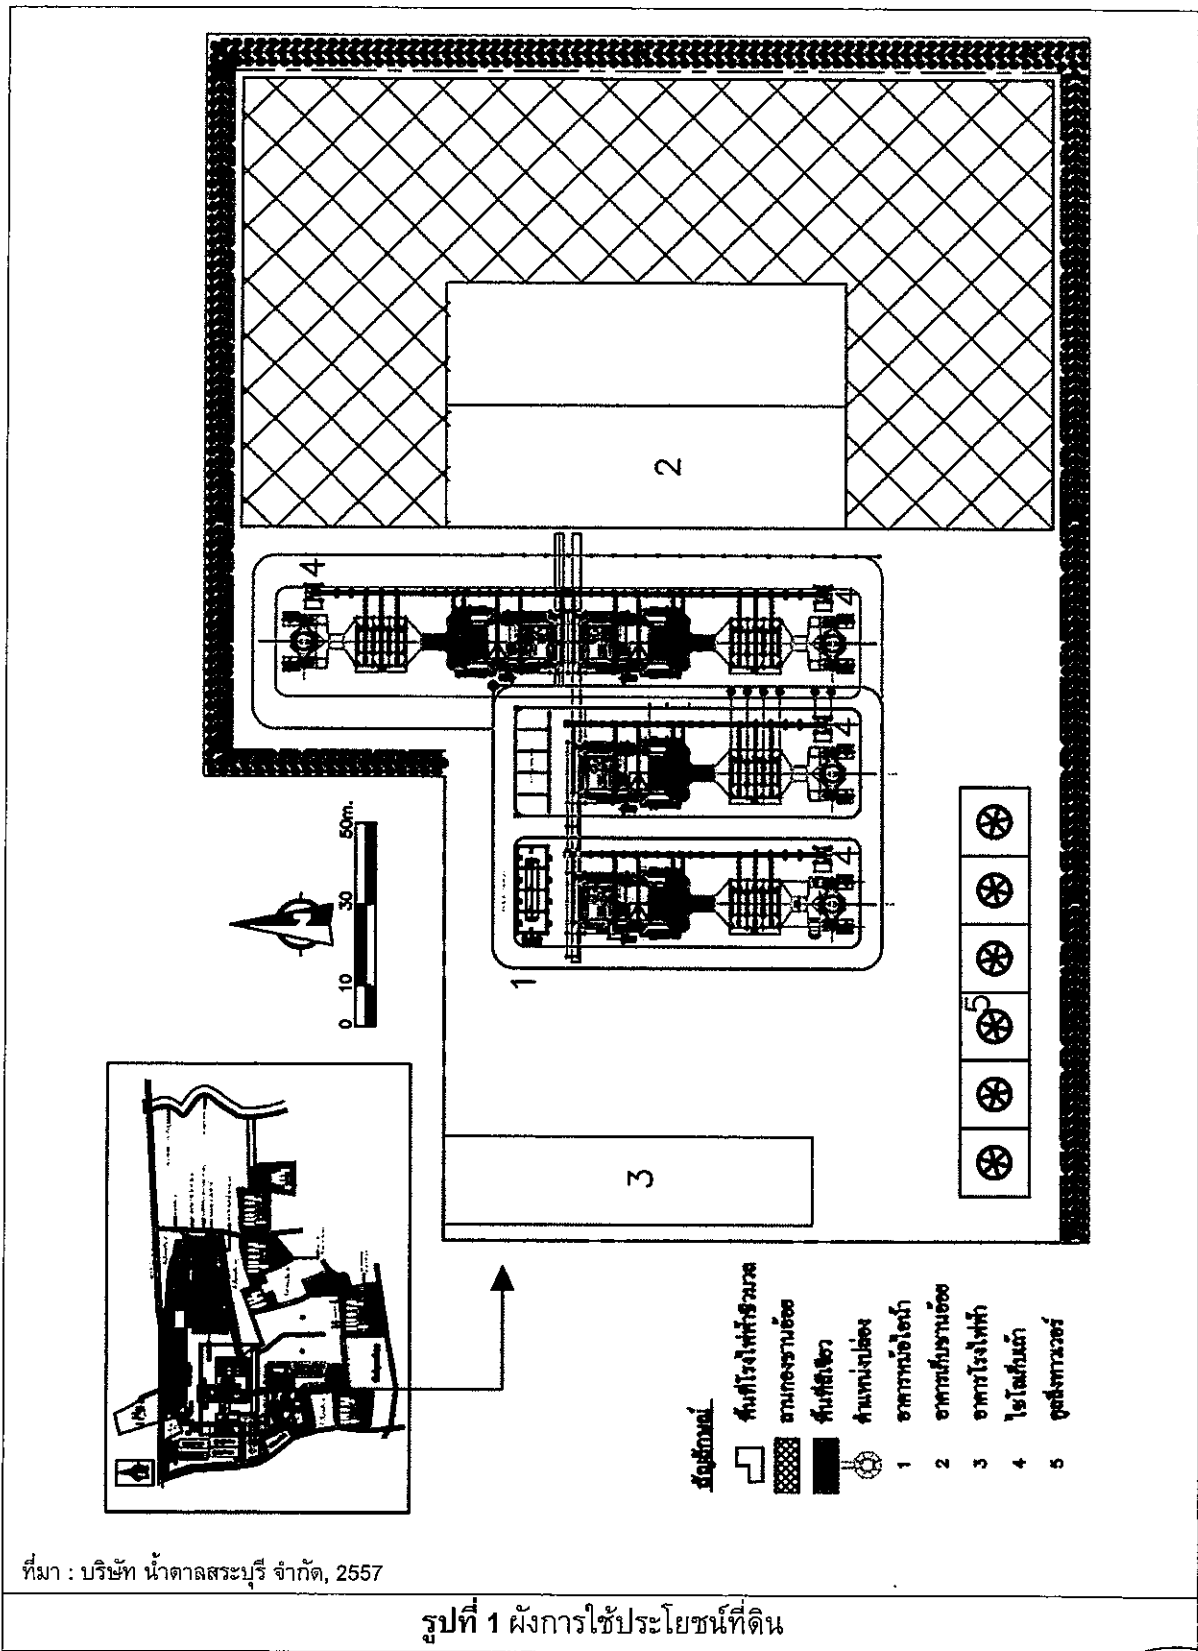 สัญลักษณ์
พื้นที่โรงไฟฟ้าชีวมวล
ลานกองชานอ้อย
พื้นที่สีเขียว
ตำแหน่งปล่อง
1 อาคารหม้อไอน้ำ
2 อาคารเก็บชานอ้อย
3 อาคารโรงไฟฟ้า
4 ไซโลเก็บเถ้า
5 คูลลิ่งทาวเวอร์
0 10 30 50m.
1
2
3
4
4
4
4
5
ที่มา : บริษัท น้ำตาลสระบุรี จำกัด, 2557
รูปที่ 1 ผังการใช้ประโยชน์ที่ดิน